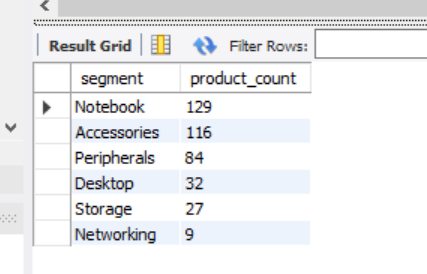 Result Grid Filter Rows:
segment product_count
Notebook 129
Accessories 116
Peripherals 84
Desktop 32
Storage 27
Networking 9